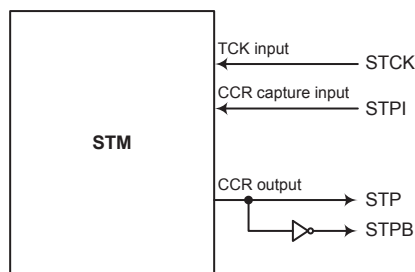 TCK input
STCK
CCR capture input
STPI
STM
CCR output
STP
STPB